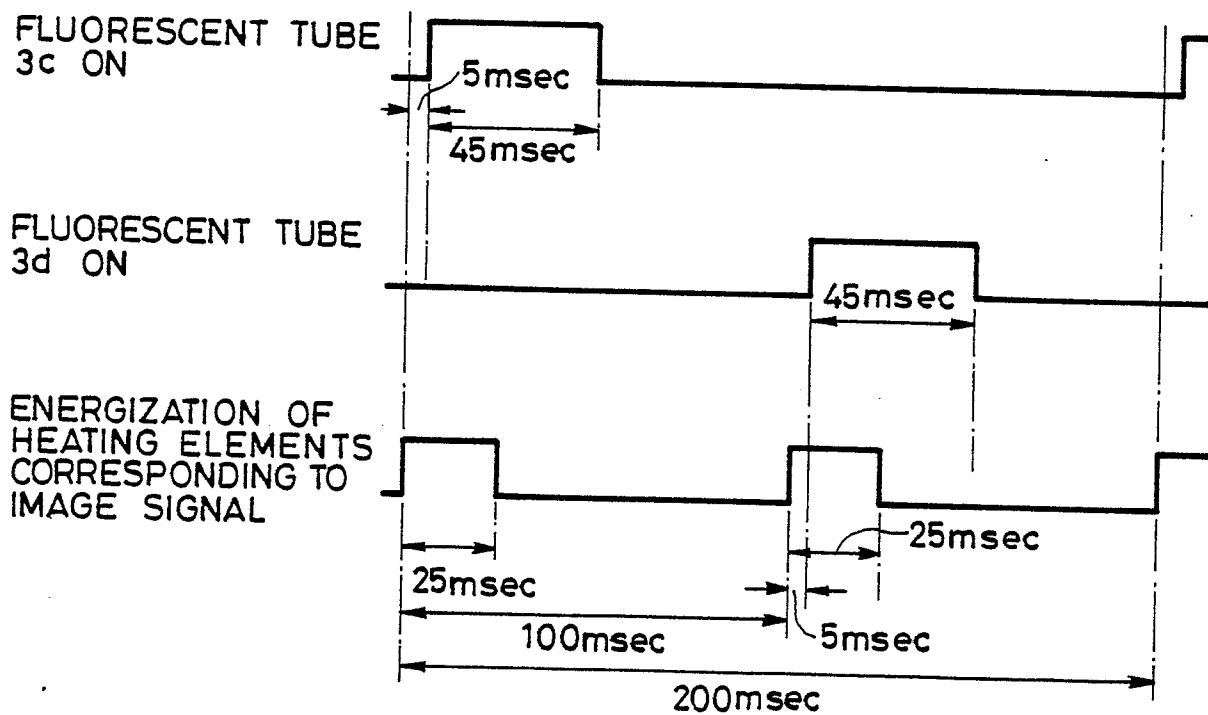 FLUORESCENT TUBE
3c ON
5msec
45msec
FLUORESCENT TUBE
3d ON
45msec
ENERGIZATION OF
HEATING ELEMENTS
CORRESPONDING TO
IMAGE SIGNAL
25msec
25msec
5msec
100msec
200msec